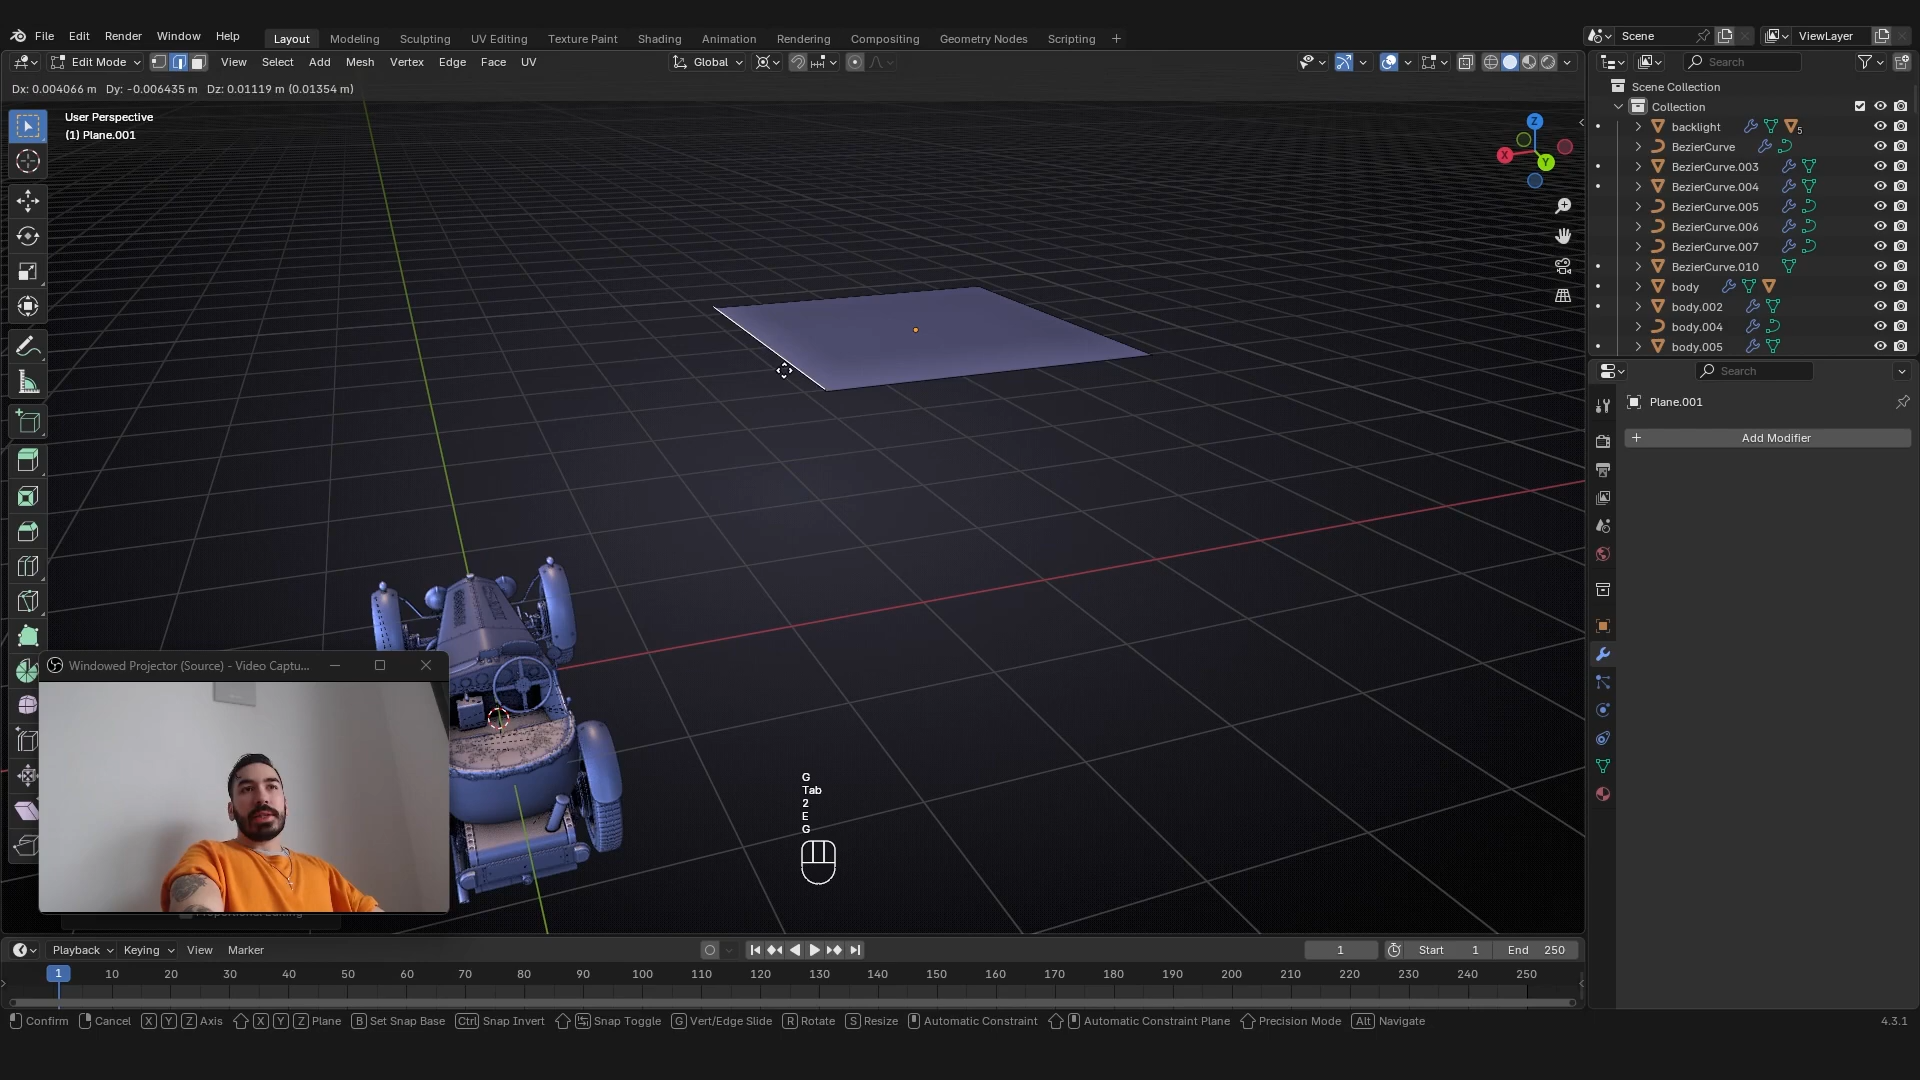 File Edit Render Window Help
Layout Modeling Sculpting UV Editing Texture Paint Shading Animation Rendering Compositing Geometry Nodes Scripting +
Scene
ViewLayer
Edit Mode View Select Add Mesh Vertex Edge Face UV
Global
Search
Dx: 0.004066 m Dy: -0.006435 m Dz: 0.01119 m (0.01354 m)
User Perspective
(1) Plane.001
Z
X
Y
Scene Collection
Collection
backlight 5
BezierCurve
BezierCurve.003
BezierCurve.004
BezierCurve.005
BezierCurve.006
BezierCurve.007
BezierCurve.010
body
body.002
body.004
body.005
Search
Plane.001
+ Add Modifier
Windowed Projector (Source) - Video Captu...
G
Tab
2
E
G
Playback Keying View Marker
1 Start 1 End 250
1 10 20 30 40 50 60 70 80 90 100 110 120 130 140 150 160 170 180 190 200 210 220 230 240 250
Confirm Cancel X Y Z Axis X Y Z Plane B Set Snap Base Ctrl Snap Invert Snap Toggle G Vert/Edge Slide R Rotate S Resize Automatic Constraint Automatic Constraint Plane Precision Mode Alt Navigate 4.3.1